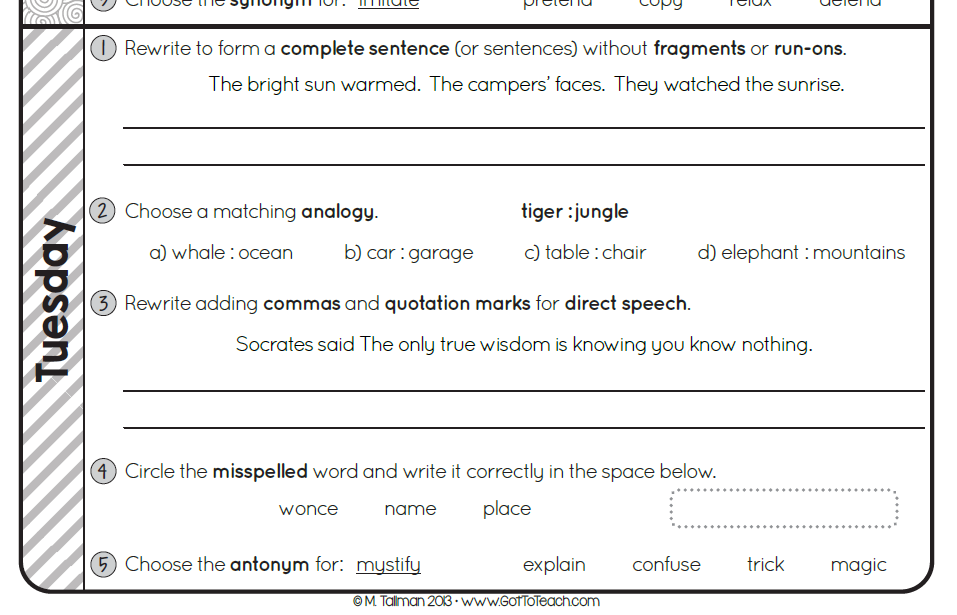 Choose the synonym for: imitate pretend copy relax defend
1 Rewrite to form a complete sentence (or sentences) without fragments or run-ons.
The bright sun warmed. The campers' faces. They watched the sunrise.
2 Choose a matching analogy. tiger : jungle
a) whale : ocean b) car : garage c) table : chair d) elephant : mountains
3 Rewrite adding commas and quotation marks for direct speech.
Socrates said The only true wisdom is knowing you know nothing.
4 Circle the misspelled word and write it correctly in the space below.
wonce name place
5 Choose the antonym for: mystify explain confuse trick magic
Tuesday
© M. Tallman 2013 • www.GotToTeach.com